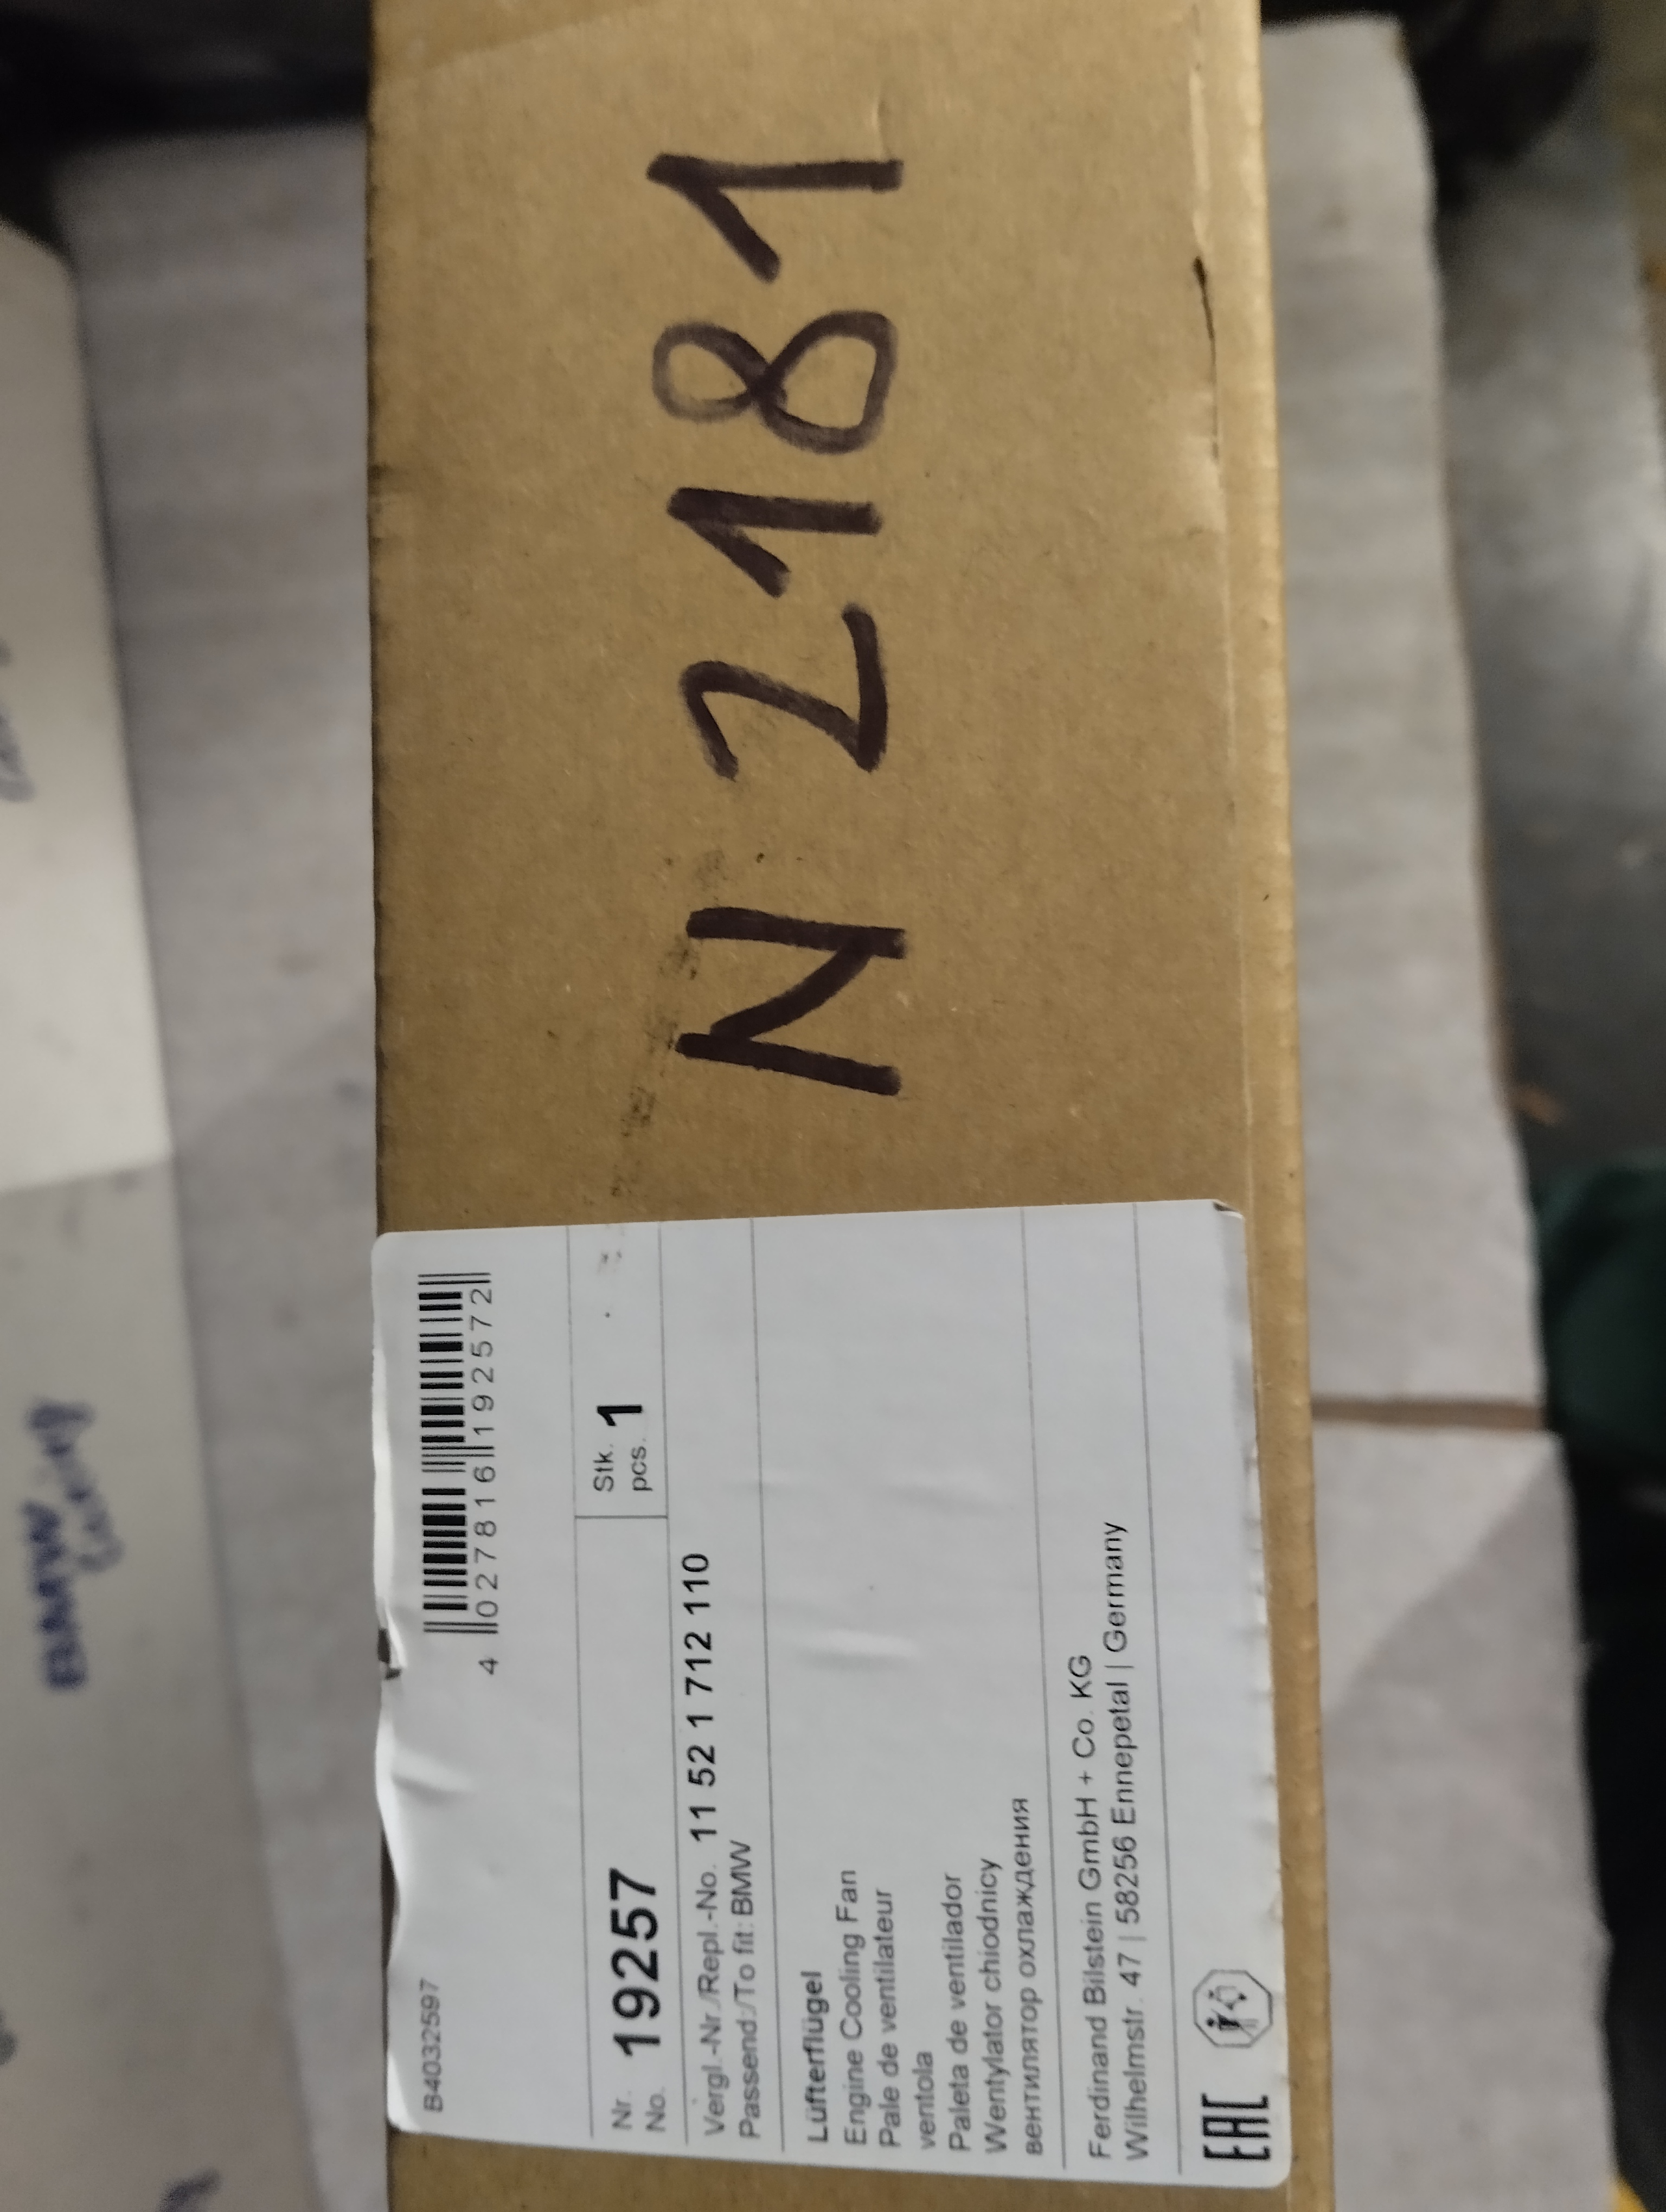 B4032597
4 027816 192572
Nr.
No. 19257
Stk.
pcs. 1
Vergl.-Nr./Repl.-No. 11 52 1 712 110
Passend:/To fit: BMW
Lüfterflügel
Engine Cooling Fan
Pale de ventilateur
ventola
Paleta de ventilador
Wentylator chiodnicy
вентилятор охлаждения
Ferdinand Bilstein GmbH + Co. KG
Wilhelmstr. 47 | 58256 Ennepetal | Germany
EAC
N 2181
BMW